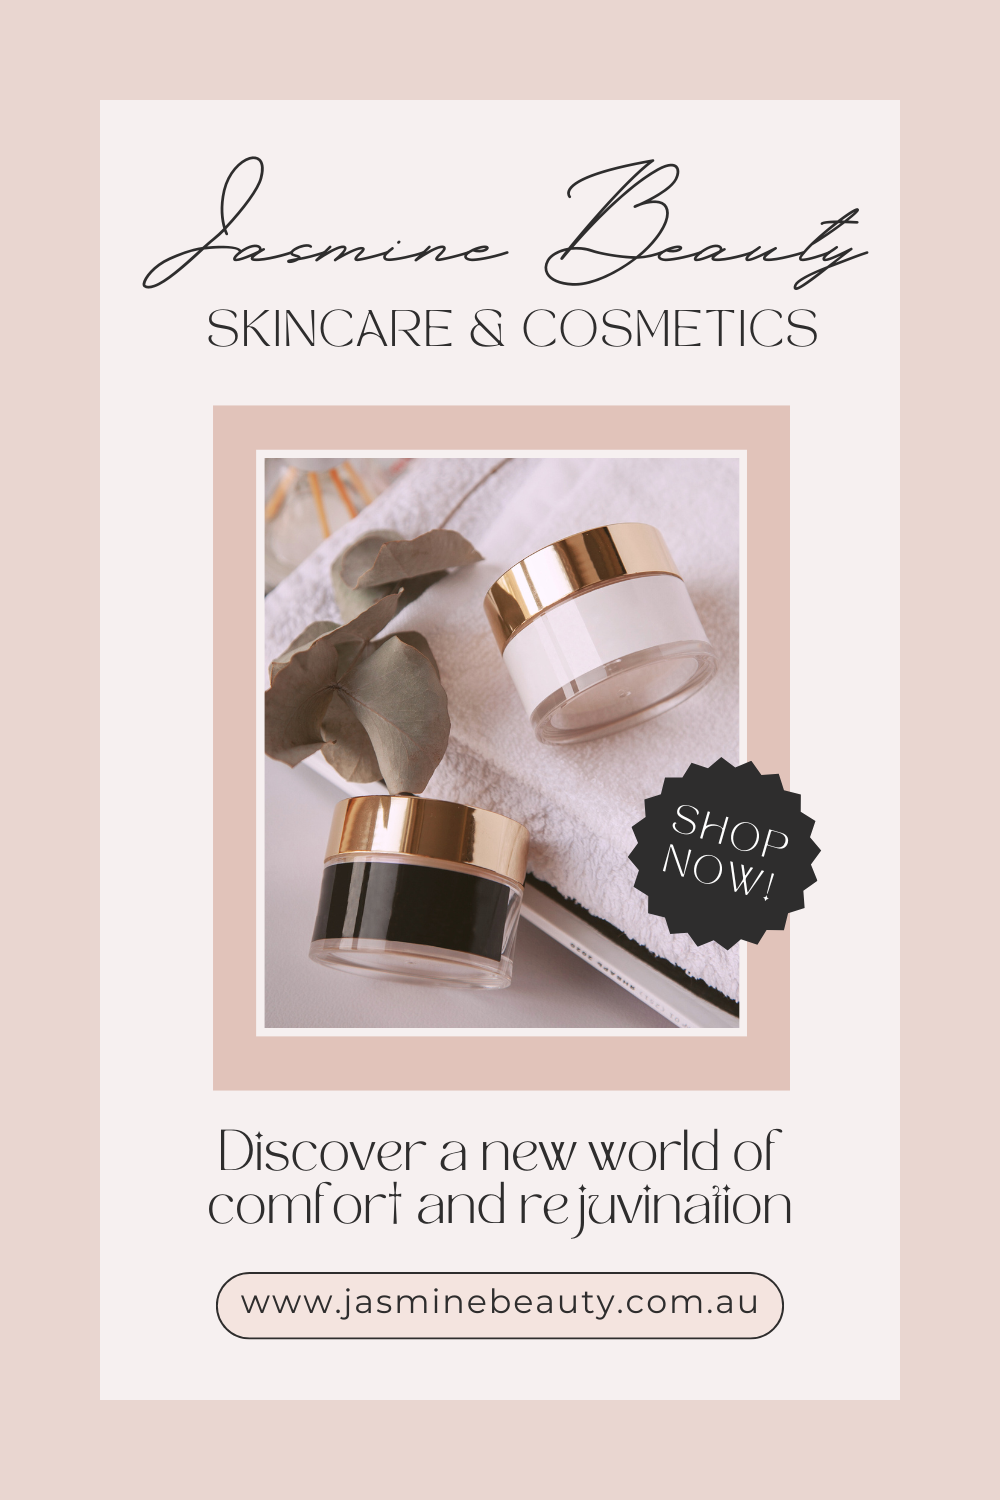 Jasmine Beauty
SKINCARE & COSMETICS
SHOP
NOW!
Discover a new world of
comfort and rejuvination
www.jasminebeauty.com.au